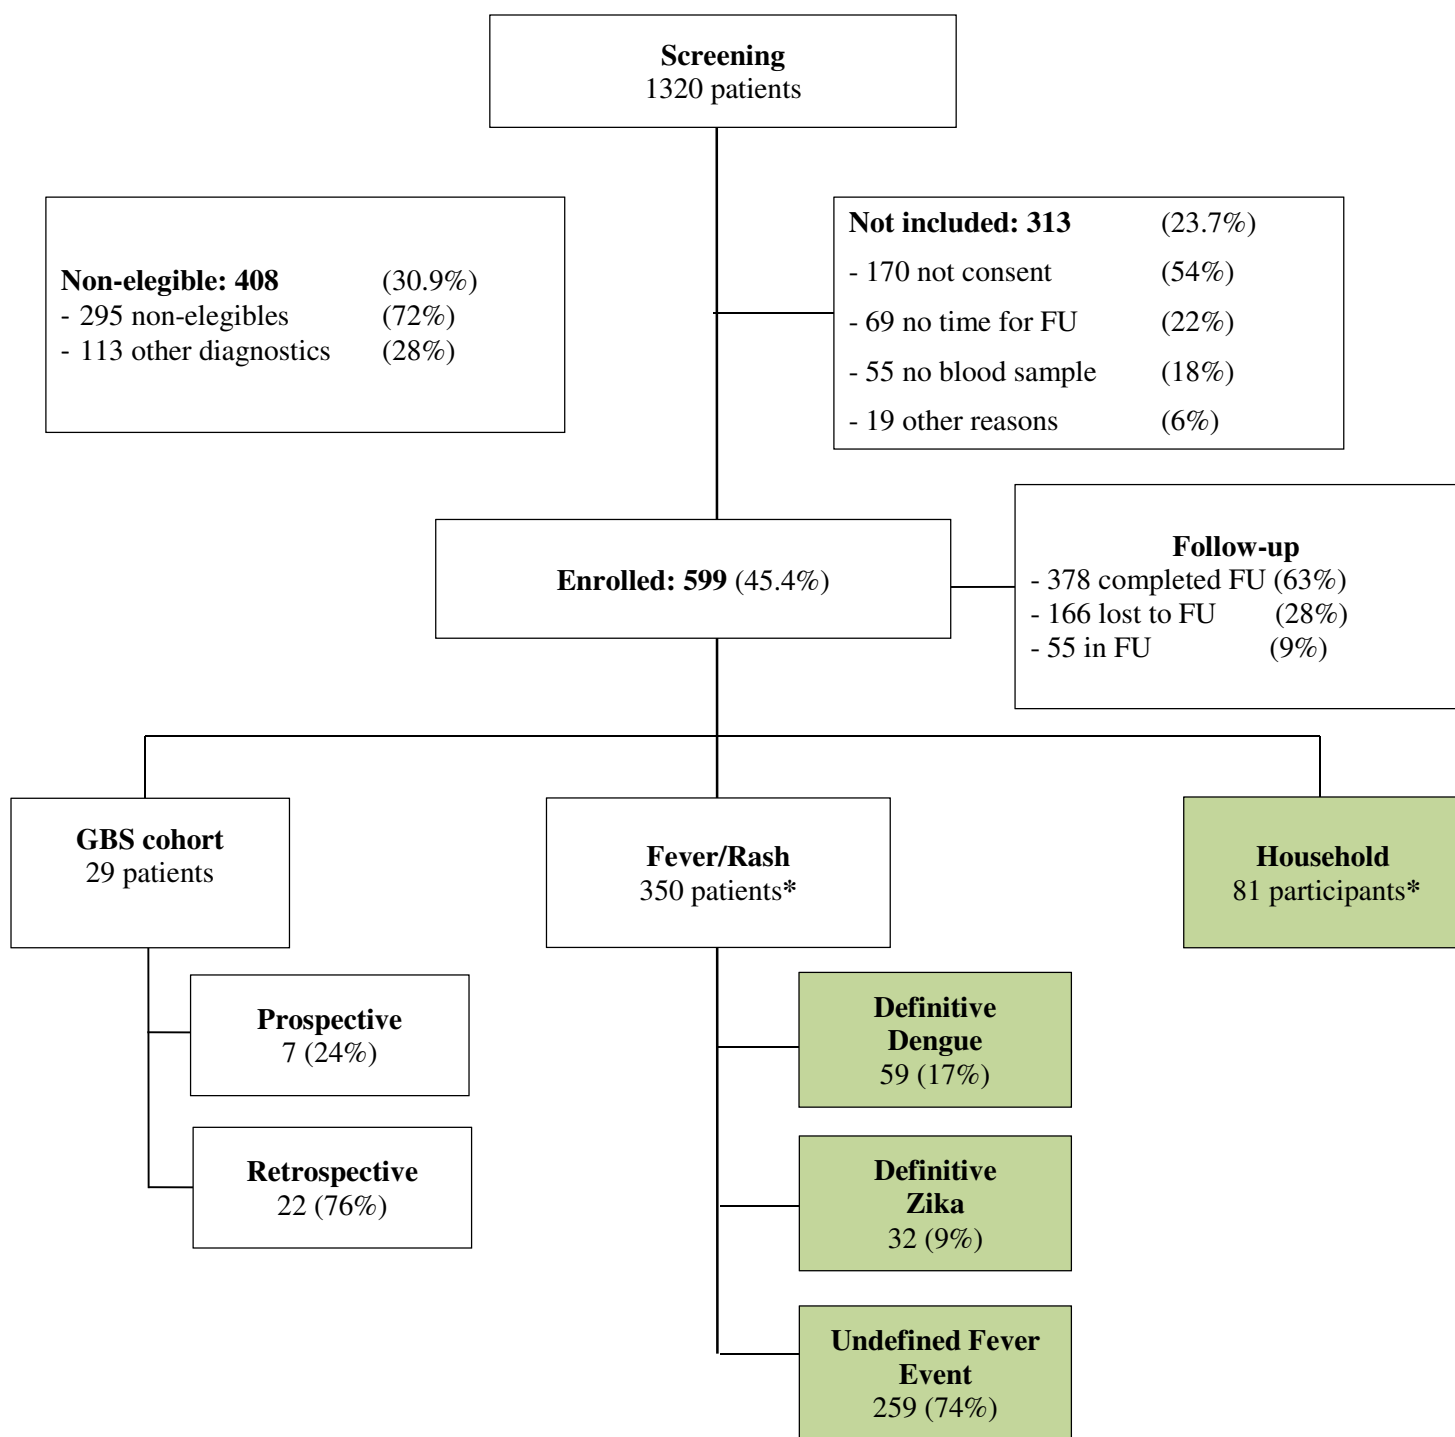 Screening
1320 patients
Non-elegible: 408 (30.9%)
- 295 non-elegibles (72%)
- 113 other diagnostics (28%)
Not included: 313 (23.7%)
- 170 not consent (54%)
- 69 no time for FU (22%)
- 55 no blood sample (18%)
- 19 other reasons (6%)
Enrolled: 599 (45.4%)
Follow-up
- 378 completed FU (63%)
- 166 lost to FU (28%)
- 55 in FU (9%)
GBS cohort
29 patients
Fever/Rash
350 patients*
Household
81 participants*
Prospective
7 (24%)
Retrospective
22 (76%)
Definitive
Dengue
59 (17%)
Definitive
Zika
32 (9%)
Undefined Fever
Event
259 (74%)